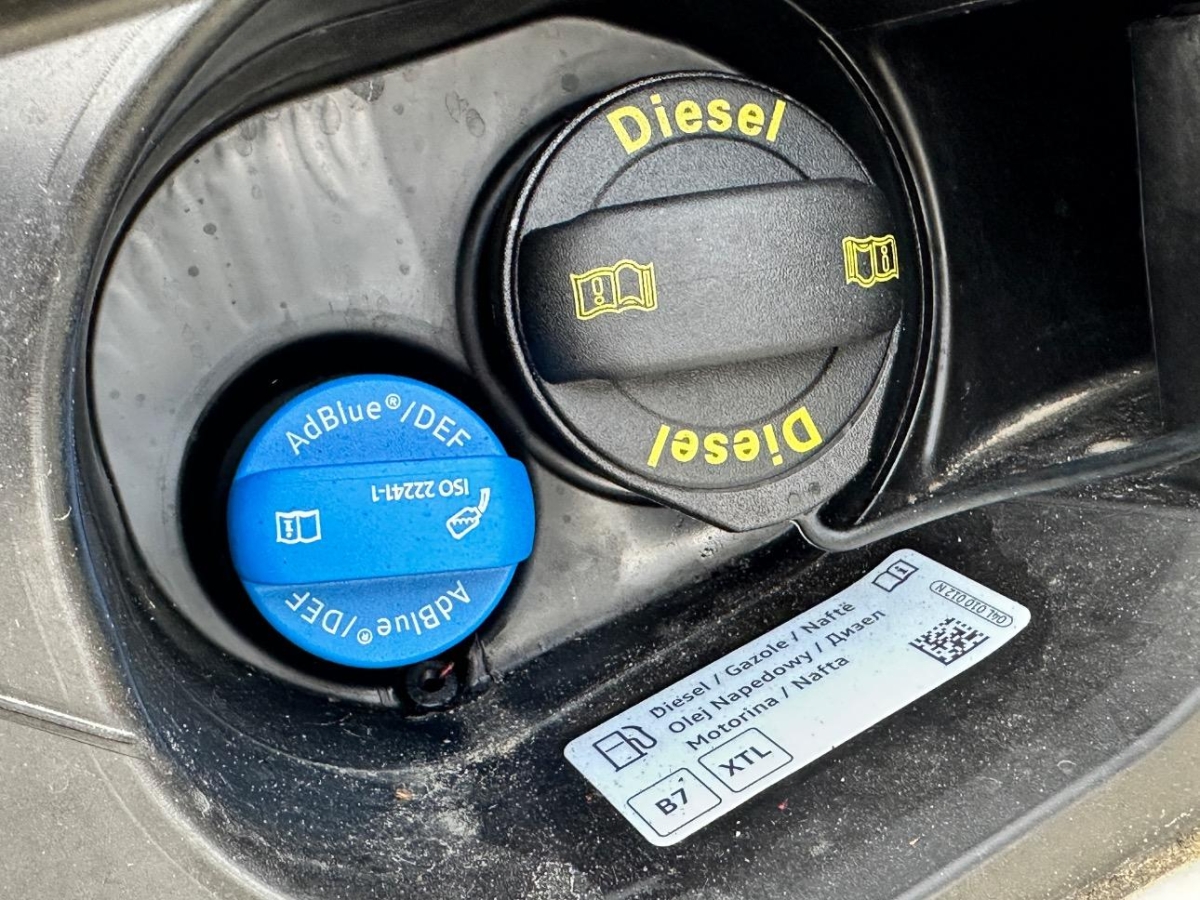 Diesel
Diesel
AdBlue®/DEF
ISO 22241-1
AdBlue®/DEF
Diesel / Gazole / Naftë
Olej Napedowy / Дизел
Motorina / Nafta
B7
XTL
04L 010 012 N